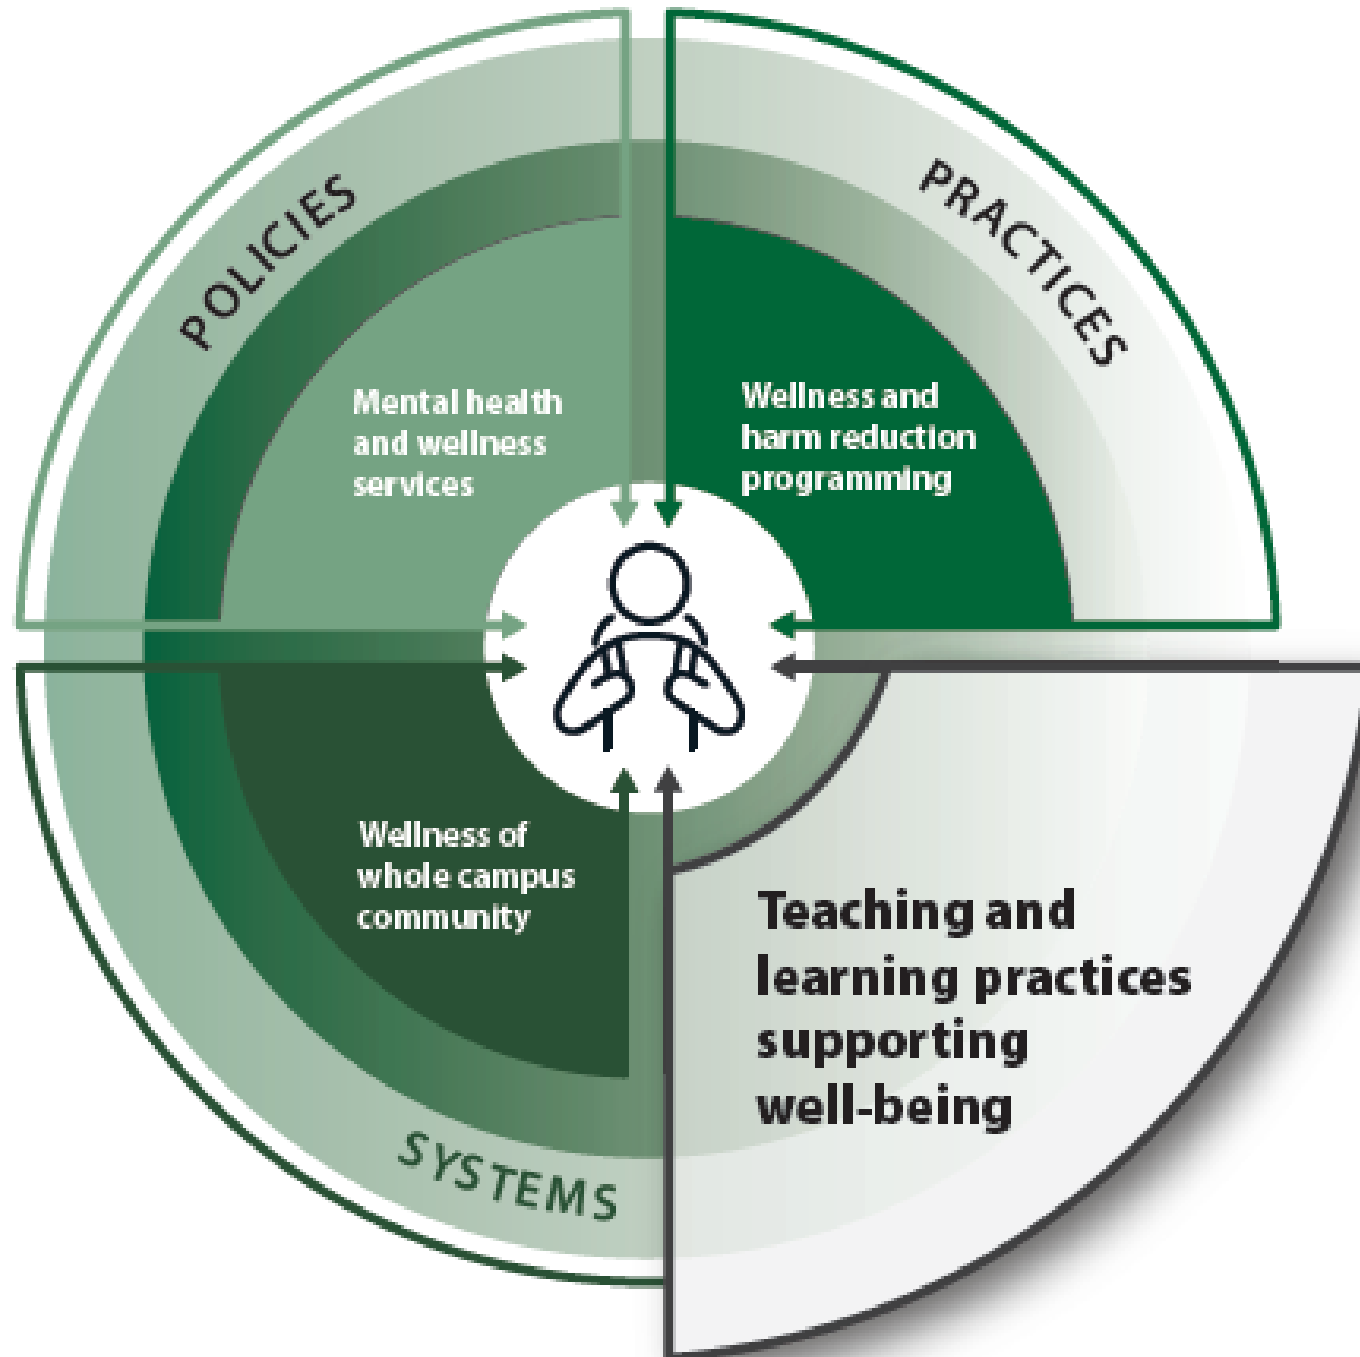 POLICIES
PRACTICES
Mental health
and wellness
services
Wellness and
harm reduction
programming
Wellness of
whole campus
community
Teaching and
learning practices
supporting
well-being
SYSTEMS